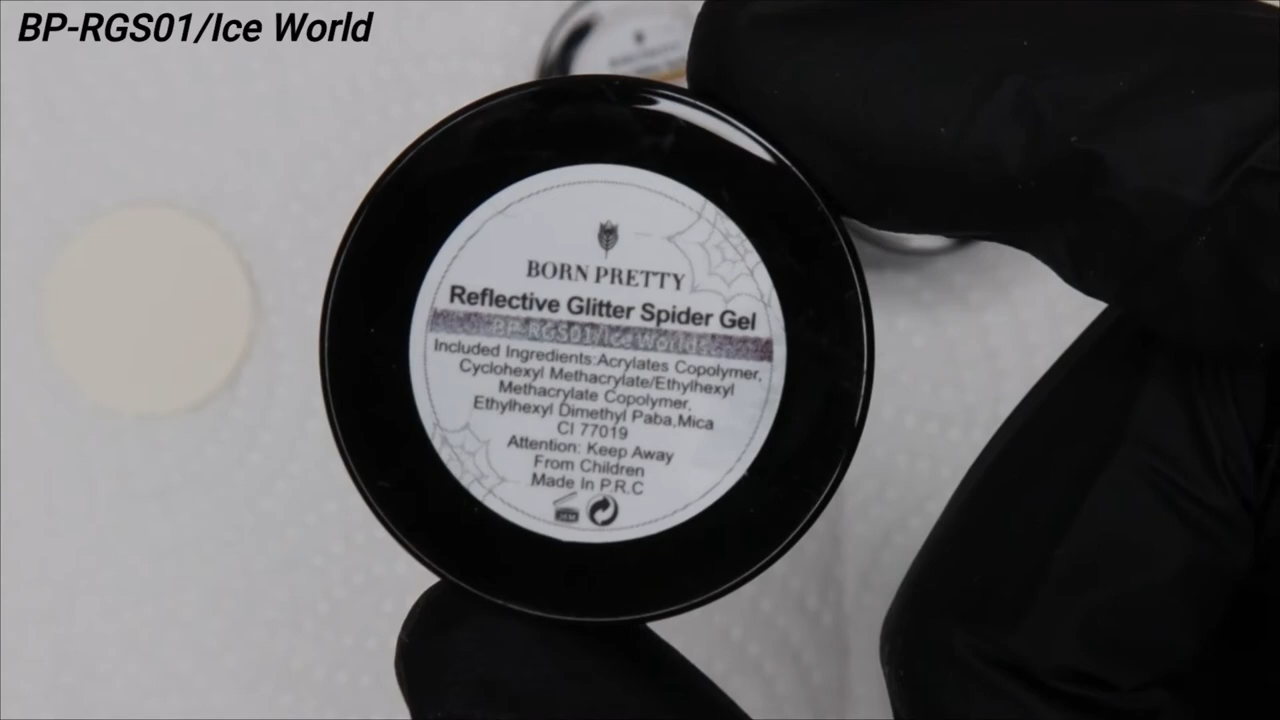 BP-RGS01/Ice World
BORN PRETTY
Reflective Glitter Spider Gel
BP-RGS01/Ice World
Included Ingredients:Acrylates Copolymer,
Cyclohexyl Methacrylate/Ethylhexyl
Methacrylate Copolymer,
Ethylhexyl Dimethyl Paba,Mica
CI 77019
Attention: Keep Away
From Children
Made In P.R.C